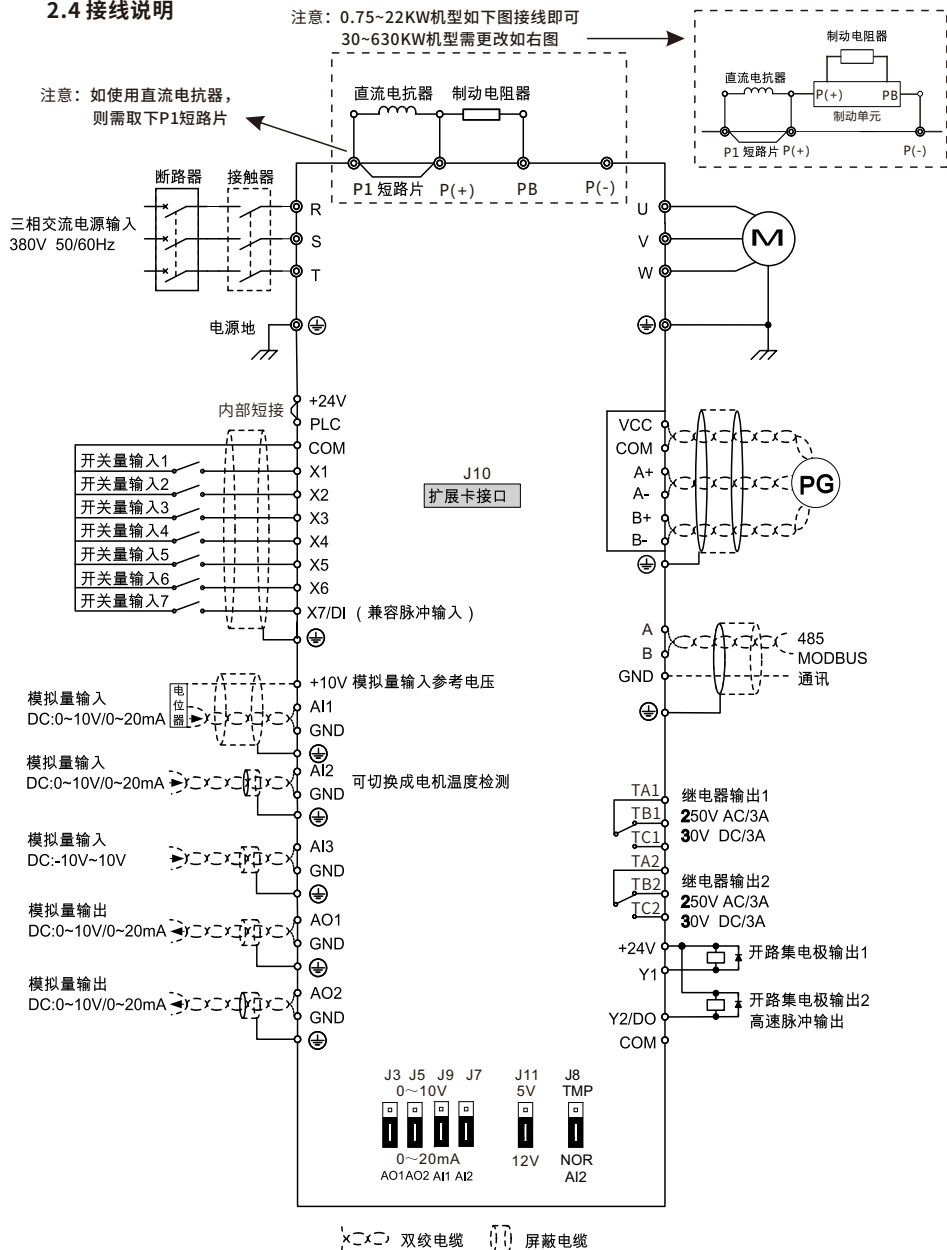 2.4 接线说明
注意：0.75~22KW机型如下图接线即可
30~630KW机型需更改如右图
制动电阻器
直流电抗器
P(+)
PB
制动单元
P1 短路片 P(+)
P(-)
注意：如使用直流电抗器，
则需取下P1短路片
直流电抗器 制动电阻器
P1 短路片 P(+) PB P(-)
断路器 接触器
三相交流电源输入
380V 50/60Hz
R
S
T
电源地
U
V
W
M
+24V
内部短接
PLC
COM
开关量输入1
X1
开关量输入2
X2
开关量输入3
X3
开关量输入4
X4
开关量输入5
X5
开关量输入6
X6
开关量输入7
X7/DI（兼容脉冲输入）
J10
扩展卡接口
VCC
COM
A+
A-
B+
B-
PG
A
B
GND
485
MODBUS
通讯
+10V 模拟量输入参考电压
电位器
模拟量输入
DC:0~10V/0~20mA
AI1
GND
模拟量输入
DC:0~10V/0~20mA
AI2 可切换成电机温度检测
GND
模拟量输入
DC:-10V~10V
AI3
GND
模拟量输出
DC:0~10V/0~20mA
AO1
GND
模拟量输出
DC:0~10V/0~20mA
AO2
GND
TA1
TB1
TC1
继电器输出1
250V AC/3A
30V DC/3A
TA2
TB2
TC2
继电器输出2
250V AC/3A
30V DC/3A
+24V
Y1
开路集电极输出1
Y2/DO
开路集电极输出2
高速脉冲输出
COM
J3 J5 J9 J7 J11 J8
0～10V 5V TMP
0～20mA 12V NOR
AO1 AO2 AI1 AI2 AI2
双绞电缆 屏蔽电缆